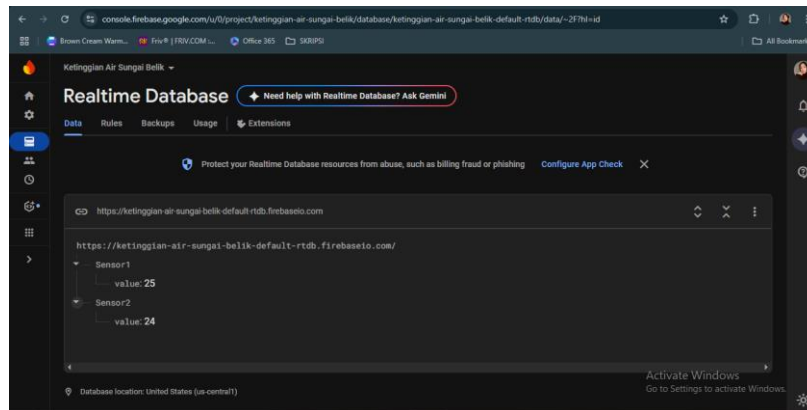 console.firebase.google.com/u/0/project/ketinggian-air-sungai-belik/database/ketinggian-air-sungai-belik-default-rtdb/data/~2F?hl=id
Brown Cream Warm... Friv® | FRIV.COM :... Office 365 SKRIPSI All Bookmark
Ketinggian Air Sungai Belik
Realtime Database Need help with Realtime Database? Ask Gemini
Data Rules Backups Usage Extensions
Protect your Realtime Database resources from abuse, such as billing fraud or phishing Configure App Check
https://ketinggian-air-sungai-belik-default-rtdb.firebaseio.com
https://ketinggian-air-sungai-belik-default-rtdb.firebaseio.com/
Sensor1
value: 25
Sensor2
value: 24
Activate Windows
Go to Settings to activate Windows.
Database location: United States (us-central1)